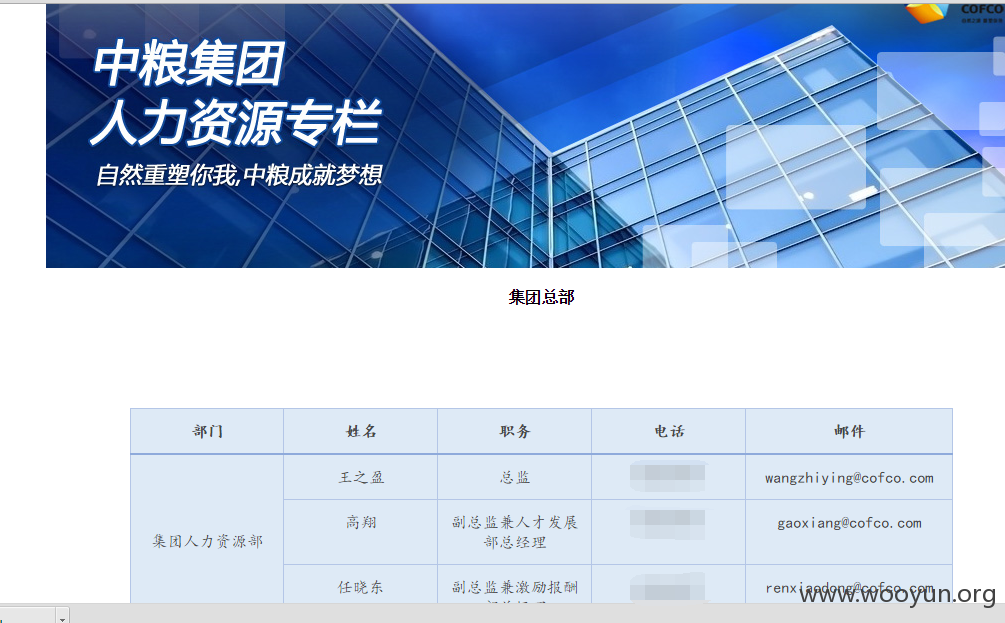 COFCO
中粮集团
人力资源专栏
自然重塑你我,中粮成就梦想
集团总部
部门 姓名 职务 电话 邮件
集团人力资源部
王之盈 总监 wangzhiying@cofco.com
高翔 副总监兼人才发展部总经理 gaoxiang@cofco.com
任晓东 副总监兼激励报酬 renxiaodong@cofco.com
www.wooyun.org